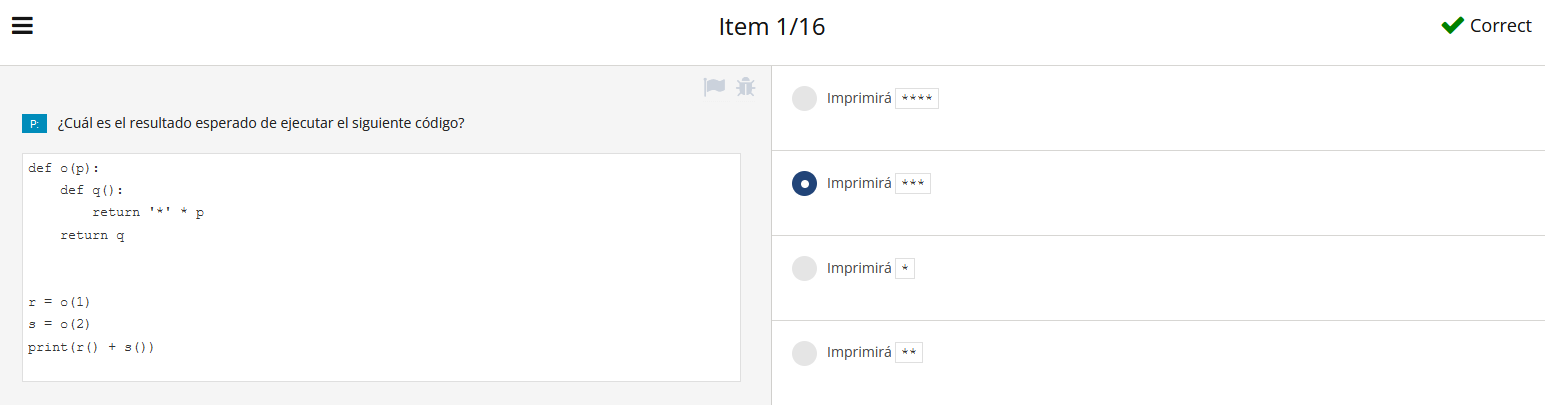 Item 1/16
Correct
P: ¿Cuál es el resultado esperado de ejecutar el siguiente código?
def o(p):
    def q():
        return '*' * p
    return q
r = o(1)
s = o(2)
print(r() + s())
Imprimirá ****
Imprimirá ***
Imprimirá *
Imprimirá **